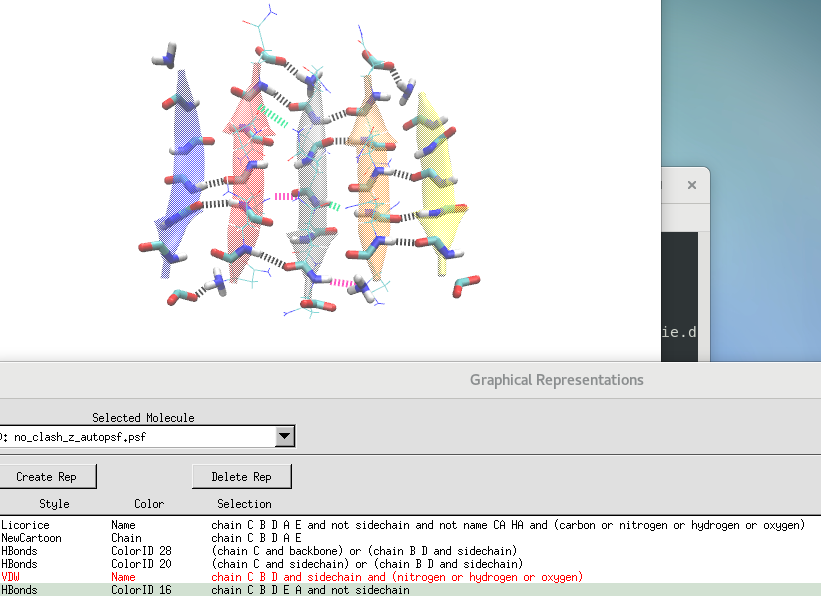 ie.d
Graphical Representations
Selected Molecule
: no_clash_z_autopsf.psf
Create Rep Delete Rep
Style Color Selection
Licorice Name chain C B D A E and not sidechain and not name CA HA and (carbon or nitrogen or hydrogen or oxygen)
NewCartoon Chain chain C B D A E
HBonds ColorID 28 (chain C and backbone) or (chain B D and sidechain)
HBonds ColorID 20 (chain C and sidechain) or (chain B D and sidechain)
VDW Name chain C B D and sidechain and (nitrogen or hydrogen or oxygen)
HBonds ColorID 16 chain C B D E A and not sidechain